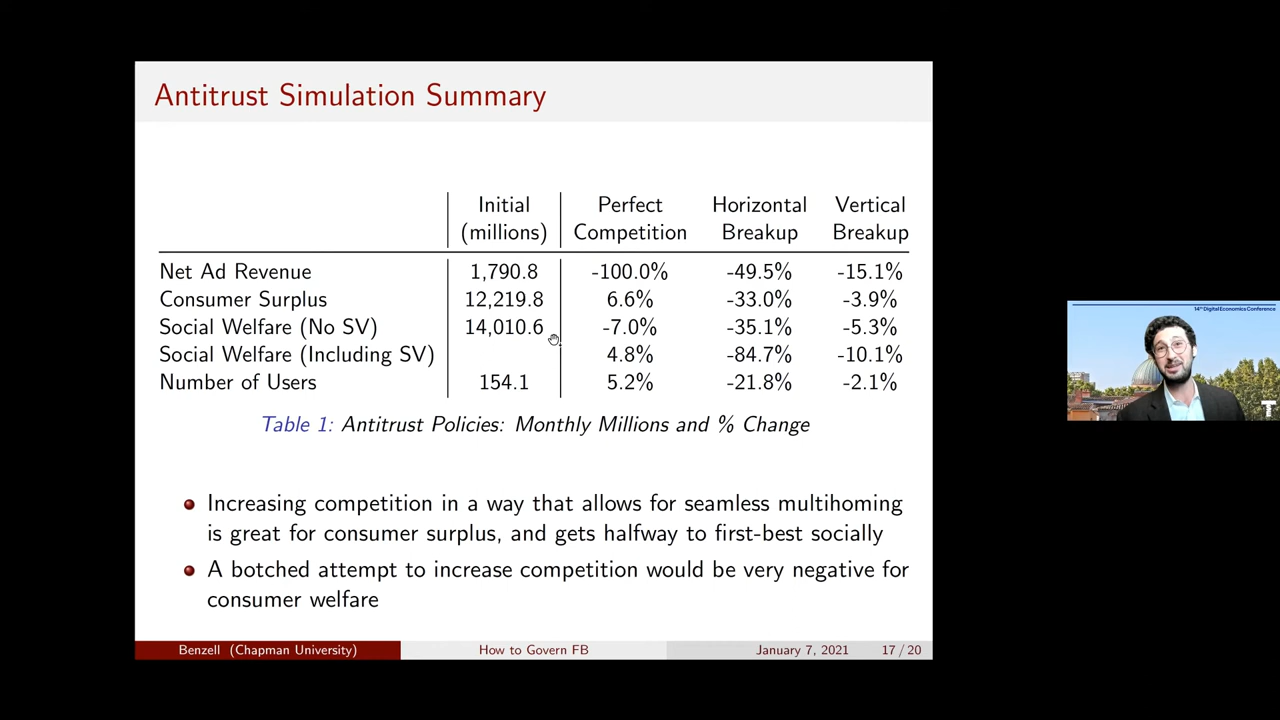 Antitrust Simulation Summary
Initial Perfect Horizontal Vertical
(millions) Competition Breakup Breakup
Net Ad Revenue 1,790.8 -100.0% -49.5% -15.1%
Consumer Surplus 12,219.8 6.6% -33.0% -3.9%
Social Welfare (No SV) 14,010.6 -7.0% -35.1% -5.3%
Social Welfare (Including SV) 4.8% -84.7% -10.1%
Number of Users 154.1 5.2% -21.8% -2.1%
Table 1: Antitrust Policies: Monthly Millions and % Change
Increasing competition in a way that allows for seamless multihoming
is great for consumer surplus, and gets halfway to first-best socially
A botched attempt to increase competition would be very negative for
consumer welfare
Benzell (Chapman University) How to Govern FB January 7, 2021 17 / 20
14th Digital Economics Conference
T